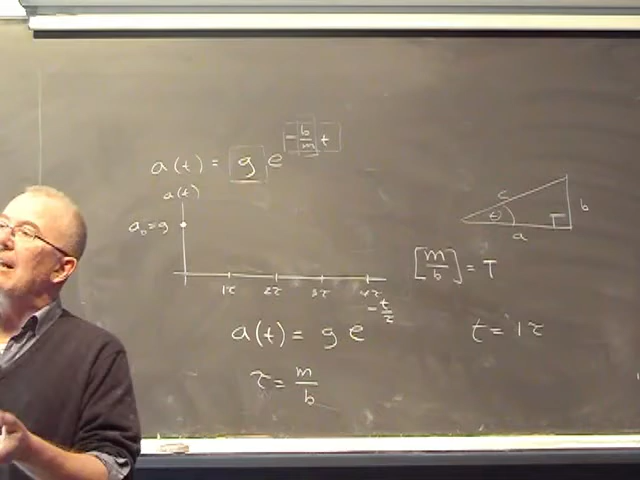 a(t) = g e^{-b/m t}
a(t)
a₀ = g
1τ 2τ 3τ 4τ
c
θ
b
a
[m/b] = T
a(t) = g e^{-t/τ}
t = 1τ
τ = m/b